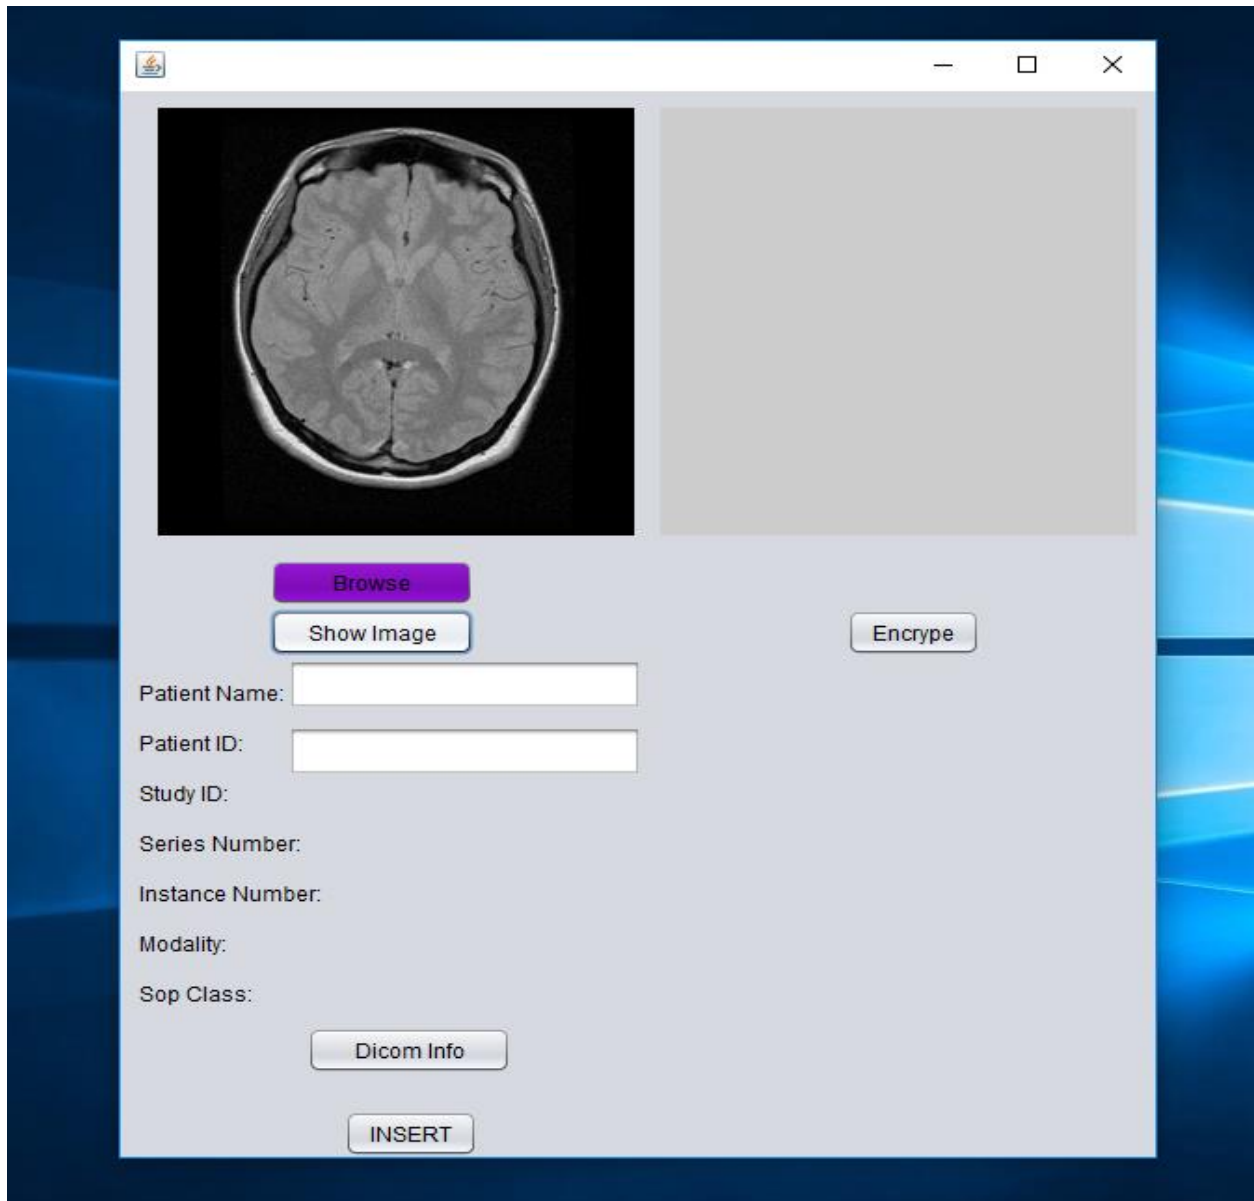 Browse
Show Image
Encrype
Patient Name:
Patient ID:
Study ID:
Series Number:
Instance Number:
Modality:
Sop Class:
Dicom Info
INSERT